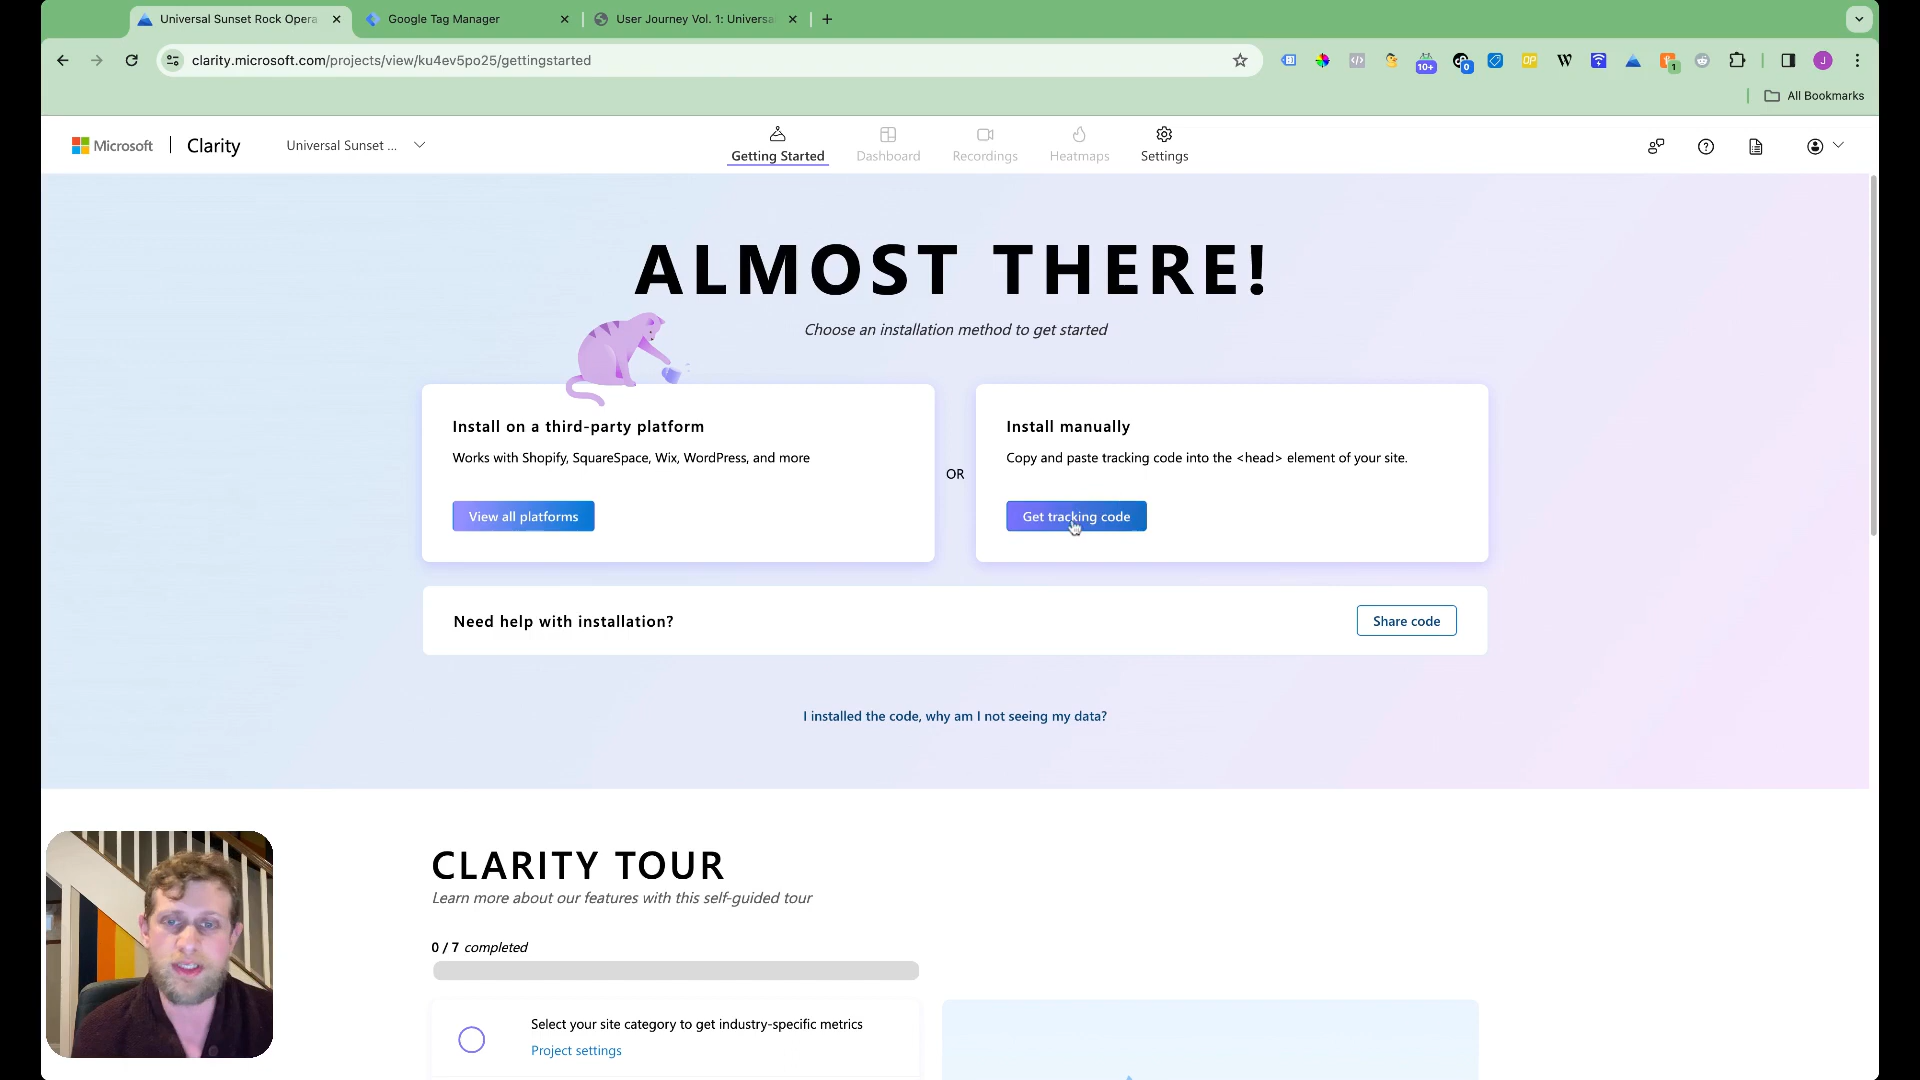 Universal Sunset Rock Opera
Google Tag Manager
User Journey Vol. 1: Universa
clarity.microsoft.com/projects/view/ku4ev5po25/gettingstarted
10+
0
OP
W
1
J
All Bookmarks
Microsoft | Clarity
Universal Sunset ...
Getting Started
Dashboard
Recordings
Heatmaps
Settings
ALMOST THERE!
Choose an installation method to get started
Install on a third-party platform
Works with Shopify, SquareSpace, Wix, WordPress, and more
View all platforms
OR
Install manually
Copy and paste tracking code into the <head> element of your site.
Get tracking code
Need help with installation?
Share code
I installed the code, why am I not seeing my data?
CLARITY TOUR
Learn more about our features with this self-guided tour
0 / 7 completed
Select your site category to get industry-specific metrics
Project settings